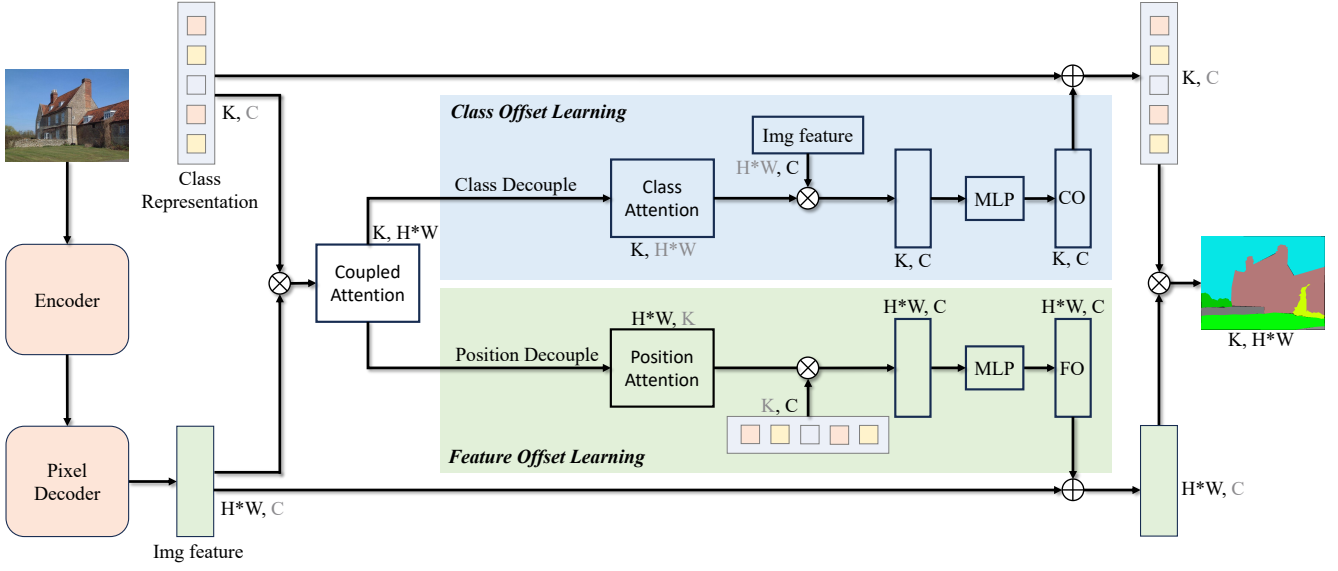 K, C
Class
Representation
Encoder
Pixel
Decoder
H*W, C
Img feature
Coupled
Attention
K, H*W
Class Offset Learning
Class Decouple
Class
Attention
K, H*W
Img feature
H*W, C
K, C
MLP
CO
K, C
Position Decouple
H*W, K
Position
Attention
K, C
H*W, C
MLP
H*W, C
FO
Feature Offset Learning
K, C
K, H*W
H*W, C